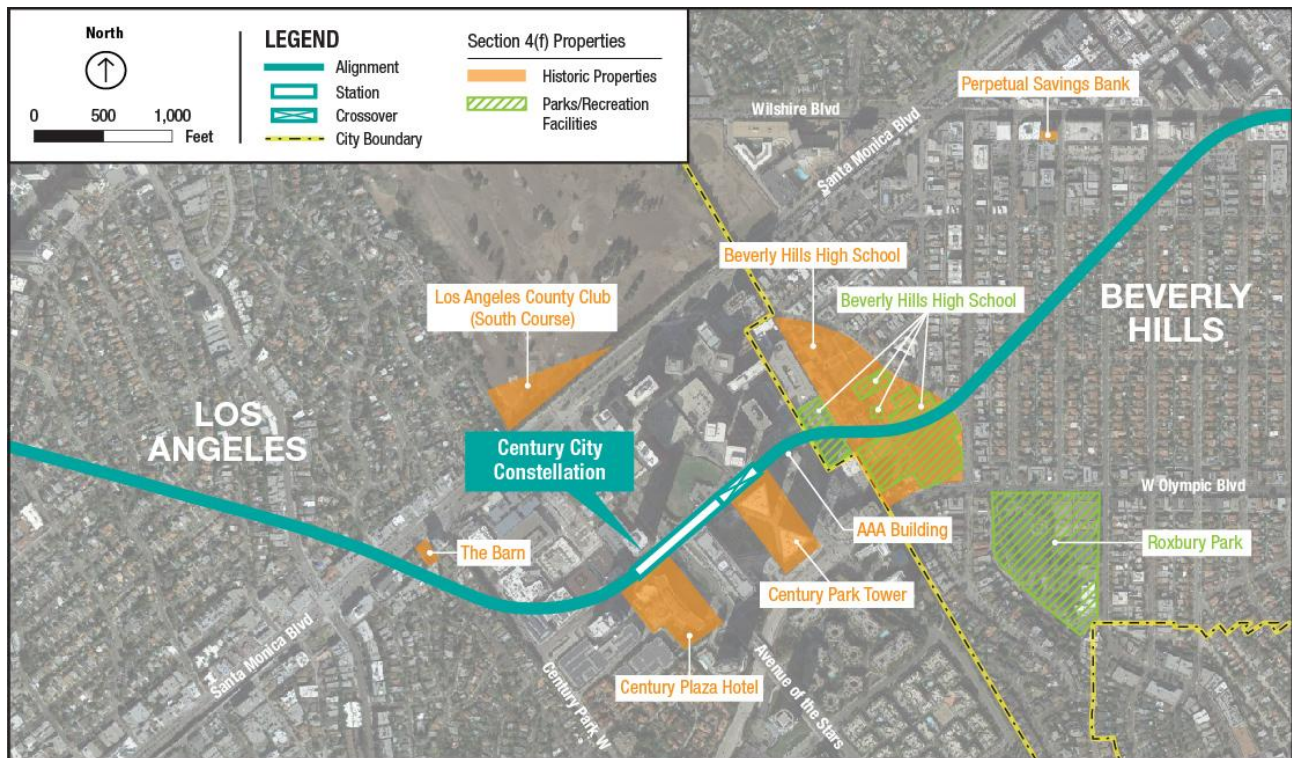 North
0 500 1,000
Feet
LEGEND
Alignment
Station
Crossover
City Boundary
Section 4(f) Properties
Historic Properties
Parks/Recreation
Facilities
Wilshire Blvd
Santa Monica Blvd
Perpetual Savings Bank
Beverly Hills High School
Beverly Hills High School
BEVERLY
HILLS
Los Angeles County Club
(South Course)
LOS
ANGELES
Century City
Constellation
W Olympic Blvd
AAA Building
Roxbury Park
The Barn
Century Park Tower
Santa Monica Blvd
Century Plaza Hotel
Century Park W
Avenue of the Stars